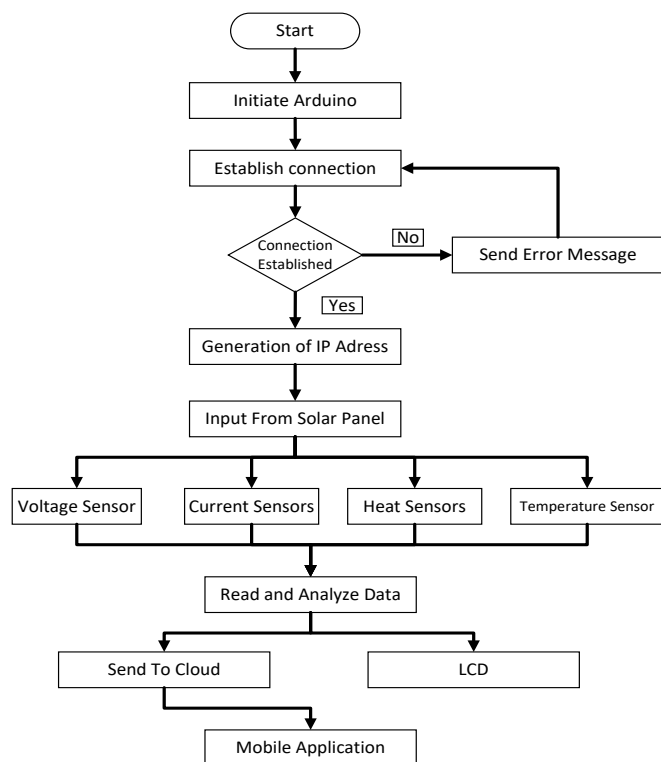 Start
Initiate Arduino
Establish connection
Connection
Established
No
Send Error Message
Yes
Generation of IP Adress
Input From Solar Panel
Voltage Sensor
Current Sensors
Heat Sensors
Temperature Sensor
Read and Analyze Data
Send To Cloud
LCD
Mobile Application